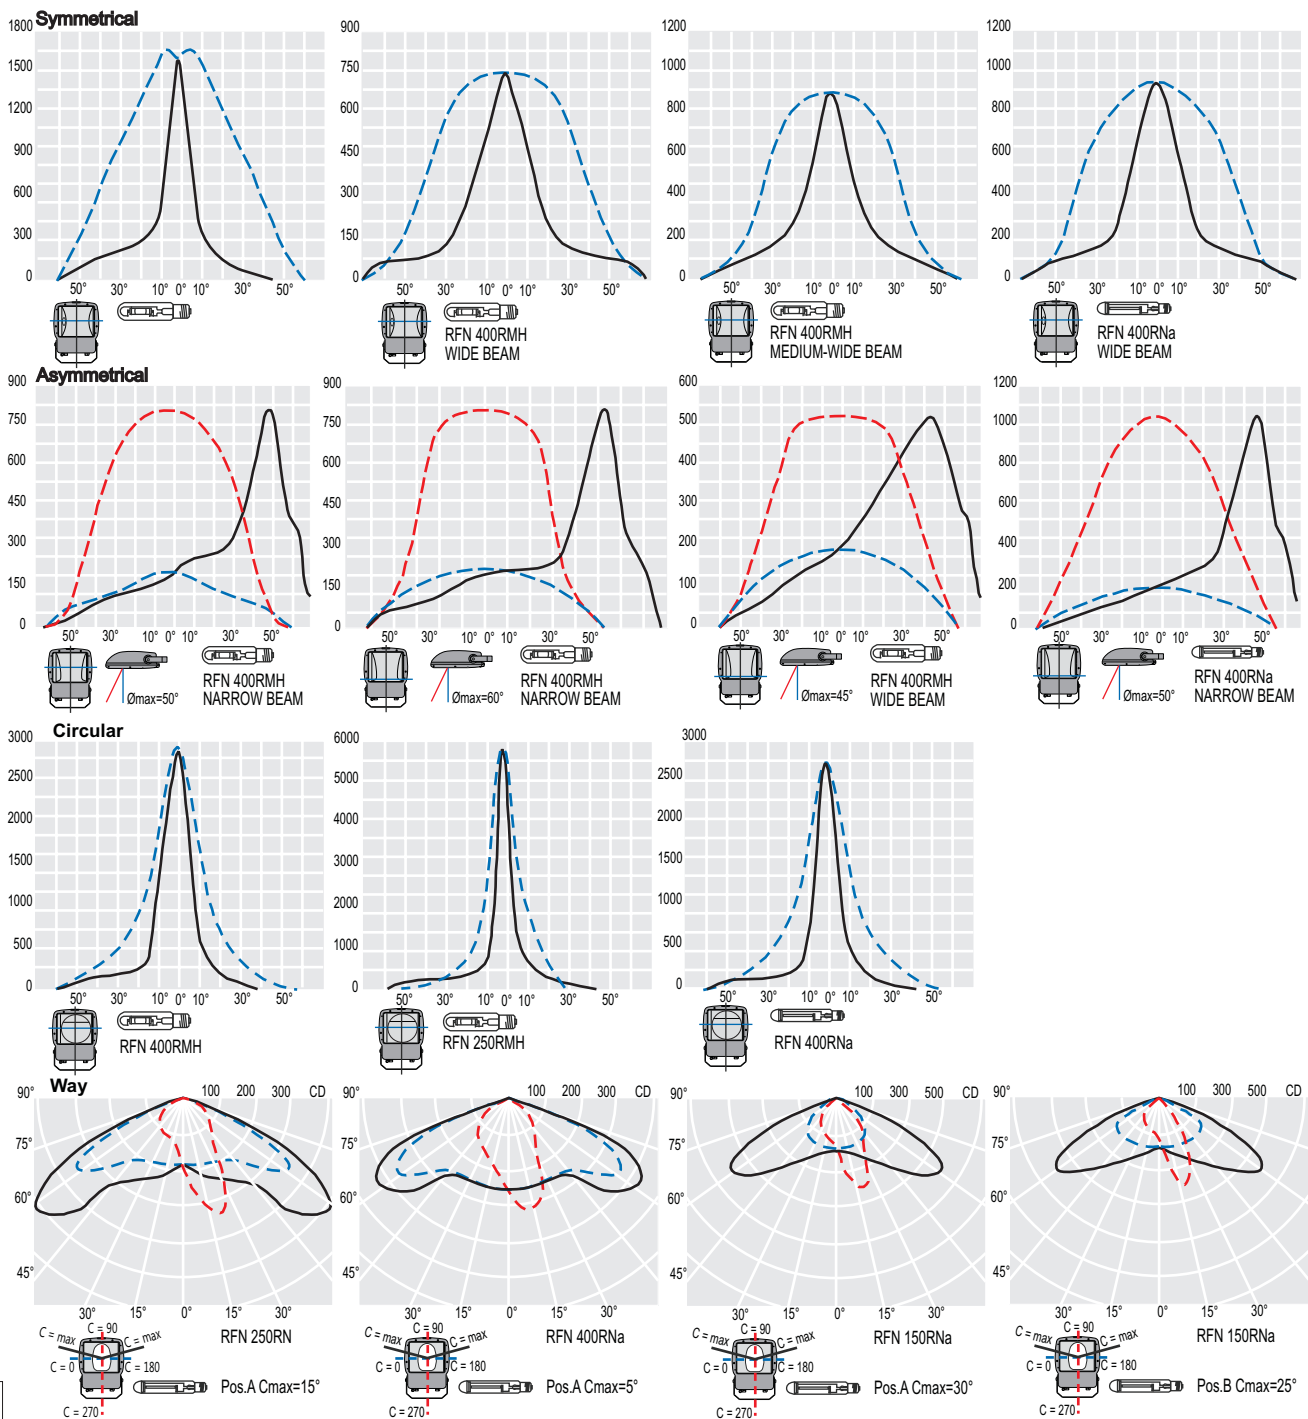 Symmetrical
1800 1500 1200 900 600 300 0
50° 30° 10° 0° 10° 30° 50°
900 750 600 450 300 150 0
50° 30° 10° 0° 10° 30° 50°
RFN 400RMH
WIDE BEAM
1200 1000 800 600 400 200 0
50° 30° 10° 0° 10° 30° 50°
RFN 400RMH
MEDIUM-WIDE BEAM
1200 1000 800 600 400 200 0
50° 30° 10° 0° 10° 30° 50°
RFN 400RNa
WIDE BEAM
Asymmetrical
900 750 600 450 300 150 0
50° 30° 10° 0° 10° 30° 50°
Ømax=50°
RFN 400RMH
NARROW BEAM
900 750 600 450 300 150 0
50° 30° 10° 0° 10° 30° 50°
Ømax=60°
RFN 400RMH
NARROW BEAM
600 500 400 300 200 100 0
50° 30° 10° 0° 10° 30° 50°
Ømax=45°
RFN 400RMH
WIDE BEAM
1200 1000 800 600 400 200 0
50° 30° 10° 0° 10° 30° 50°
Ømax=50°
RFN 400RNa
NARROW BEAM
Circular
3000 2500 2000 1500 1000 500 0
50° 30° 10° 0° 10° 30° 50°
RFN 400RMH
6000 5000 4000 3000 2000 1000 0
50° 30° 10° 0° 10° 30° 50°
RFN 250RMH
3000 2500 2000 1500 1000 500 0
50° 30° 10° 0° 10° 30° 50°
RFN 400RNa
Way
100 200 300 CD
90° 75° 60° 45°
30° 15° 0° 15° 30°
RFN 250RN
C = 90
C = max C = max
C = 0 C = 180
C = 270
Pos.A Cmax=15°
100 200 300 CD
90° 75° 60° 45°
30° 15° 0° 15° 30°
RFN 400RNa
C = 90
C = max C = max
C = 0 C = 180
C = 270
Pos.A Cmax=5°
100 300 500 CD
90° 75° 60° 45°
30° 15° 0° 15° 30°
RFN 150RNa
C = 90
C = max C = max
C = 0 C = 180
C = 270
Pos.A Cmax=30°
100 300 500 CD
90° 75° 60° 45°
30° 15° 0° 15° 30°
RFN 150RNa
C = 90
C = max C = max
C = 0 C = 180
C = 270
Pos.B Cmax=25°